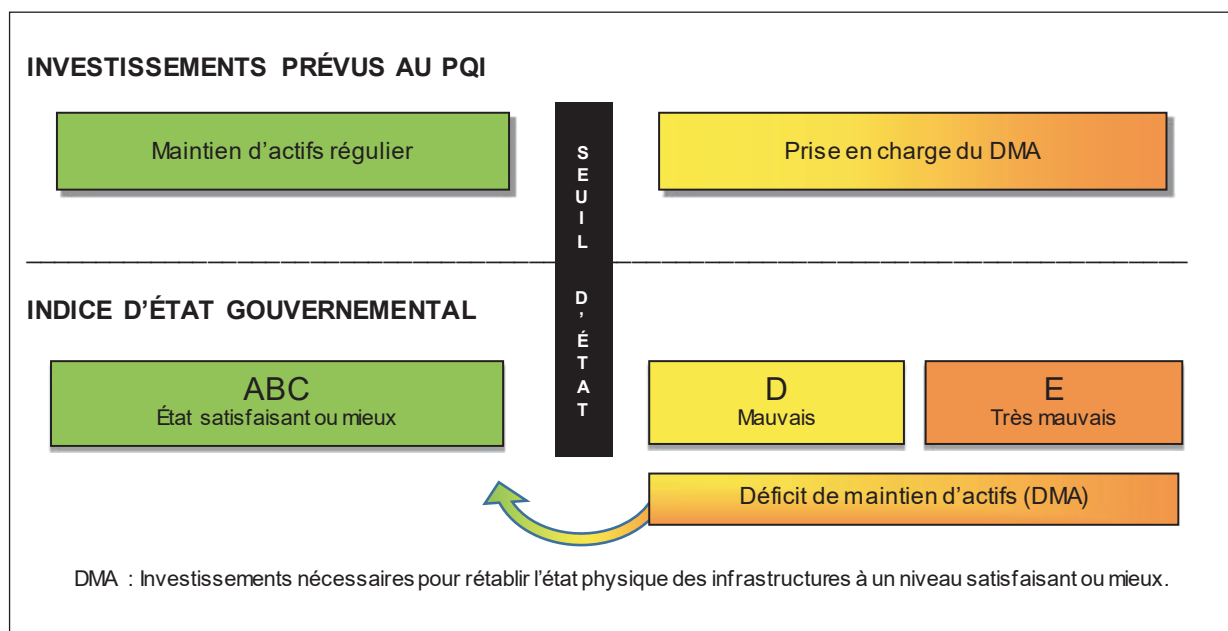 INVESTISSEMENTS PRÉVUS AU PQI
Maintien d'actifs régulier
SEUIL D'ÉTAT
Prise en charge du DMA
INDICE D'ÉTAT GOUVERNEMENTAL
ABC
État satisfaisant ou mieux
D
Mauvais
E
Très mauvais
Déficit de maintien d'actifs (DMA)
DMA : Investissements nécessaires pour rétablir l'état physique des infrastructures à un niveau satisfaisant ou mieux.